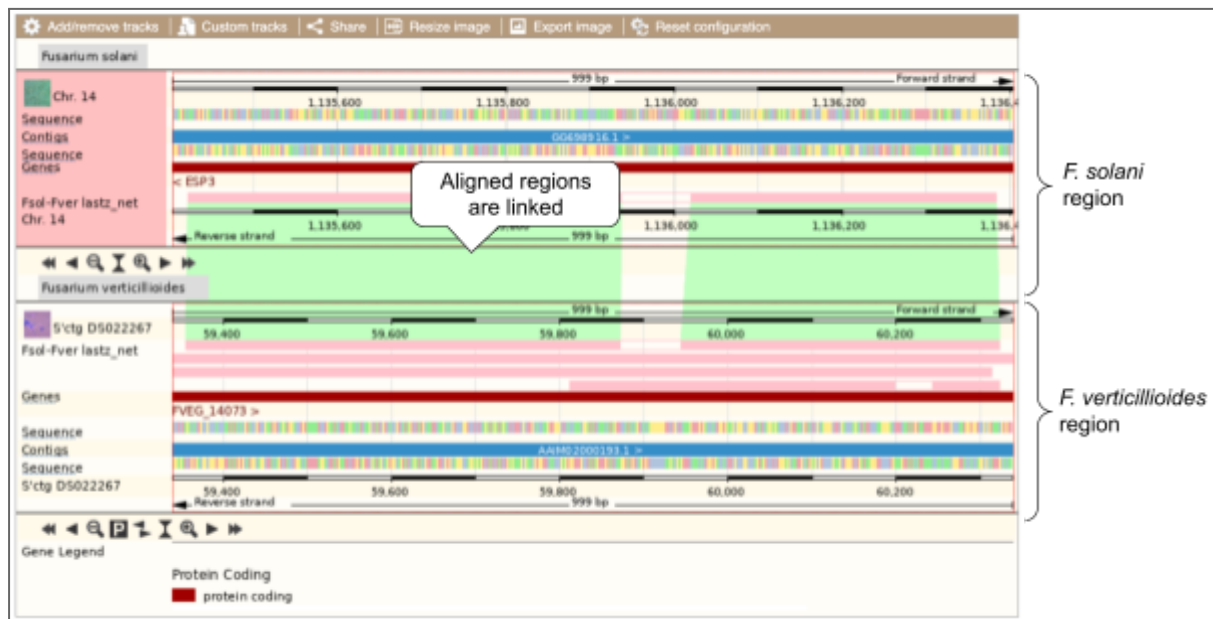 Add/remove tracks Custom tracks Share Resize image Export image Reset configuration
Fusarium solani
999 bp Forward strand
Chr. 14
1,135,600 1,135,800 1,136,000 1,136,200 1,136,4
Sequence
Contigs GG698916.1 >
Sequence
Genes
< ESP3
Aligned regions
are linked
Fsol-Fver lastz_net
Chr. 14
1,135,600 1,136,000 1,136,200 1,136,4
Reverse strand 999 bp
F. solani
region
Fusarium verticillioides
999 bp Forward strand
S'ctg DS022267
59,400 59,600 59,800 60,000 60,200
Fsol-Fver lastz_net
Genes
FVEG_14073 >
Sequence
Contigs AAIM02000193.1 >
Sequence
S'ctg DS022267
59,400 59,600 59,800 60,000 60,200
Reverse strand 999 bp
F. verticillioides
region
P
Gene Legend
Protein Coding
protein coding